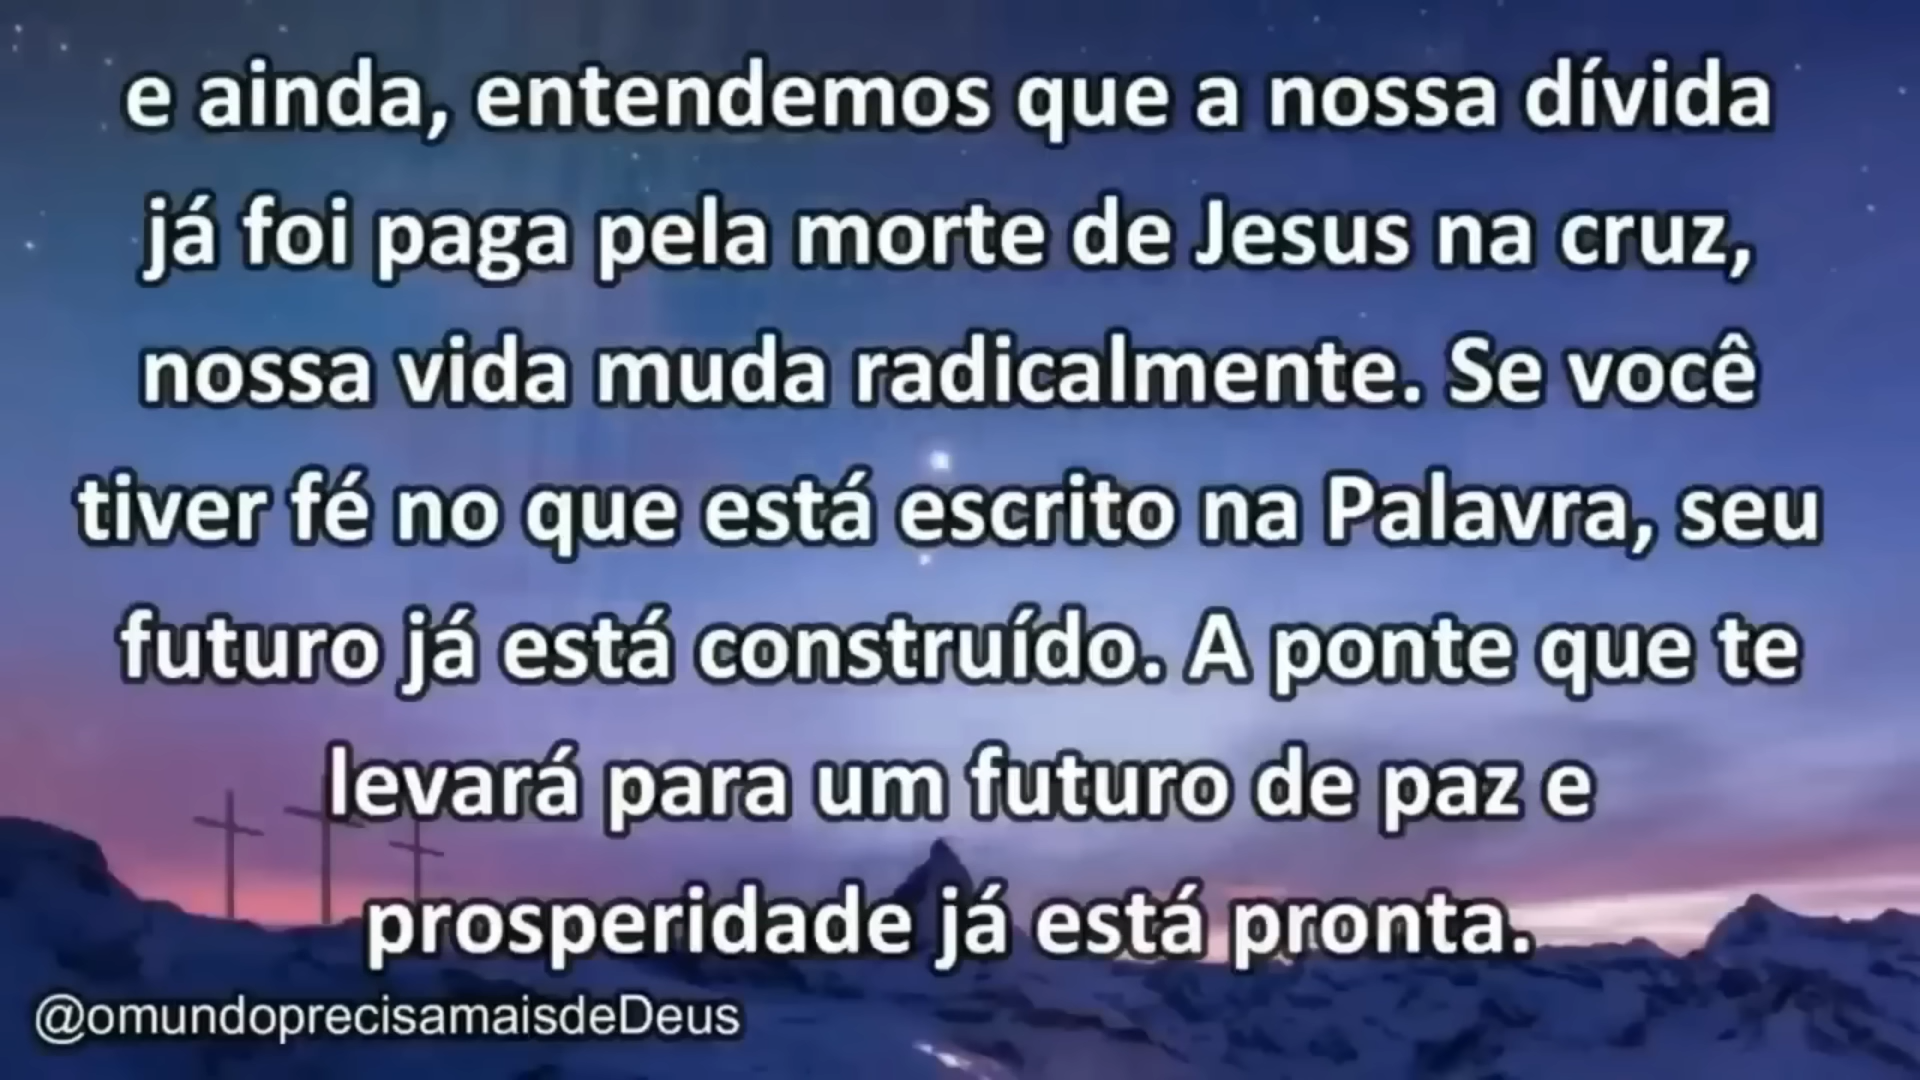 e ainda, entendemos que a nossa dívida
já foi paga pela morte de Jesus na cruz,
nossa vida muda radicalmente. Se você
tiver fé no que está escrito na Palavra, seu
futuro já está construído. A ponte que te
levará para um futuro de paz e
prosperidade já está pronta.
@omundoprecisamaisdeDeus